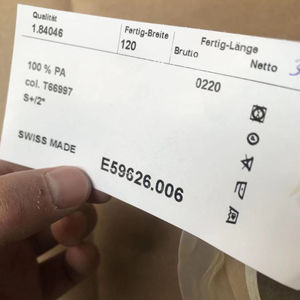 Qualität Fertig-Breite Fertig-Länge
1.84046 120 Brutto Netto
0220
100 % PA
col. T66997
S+/2"
SWISS MADE
E59626.006